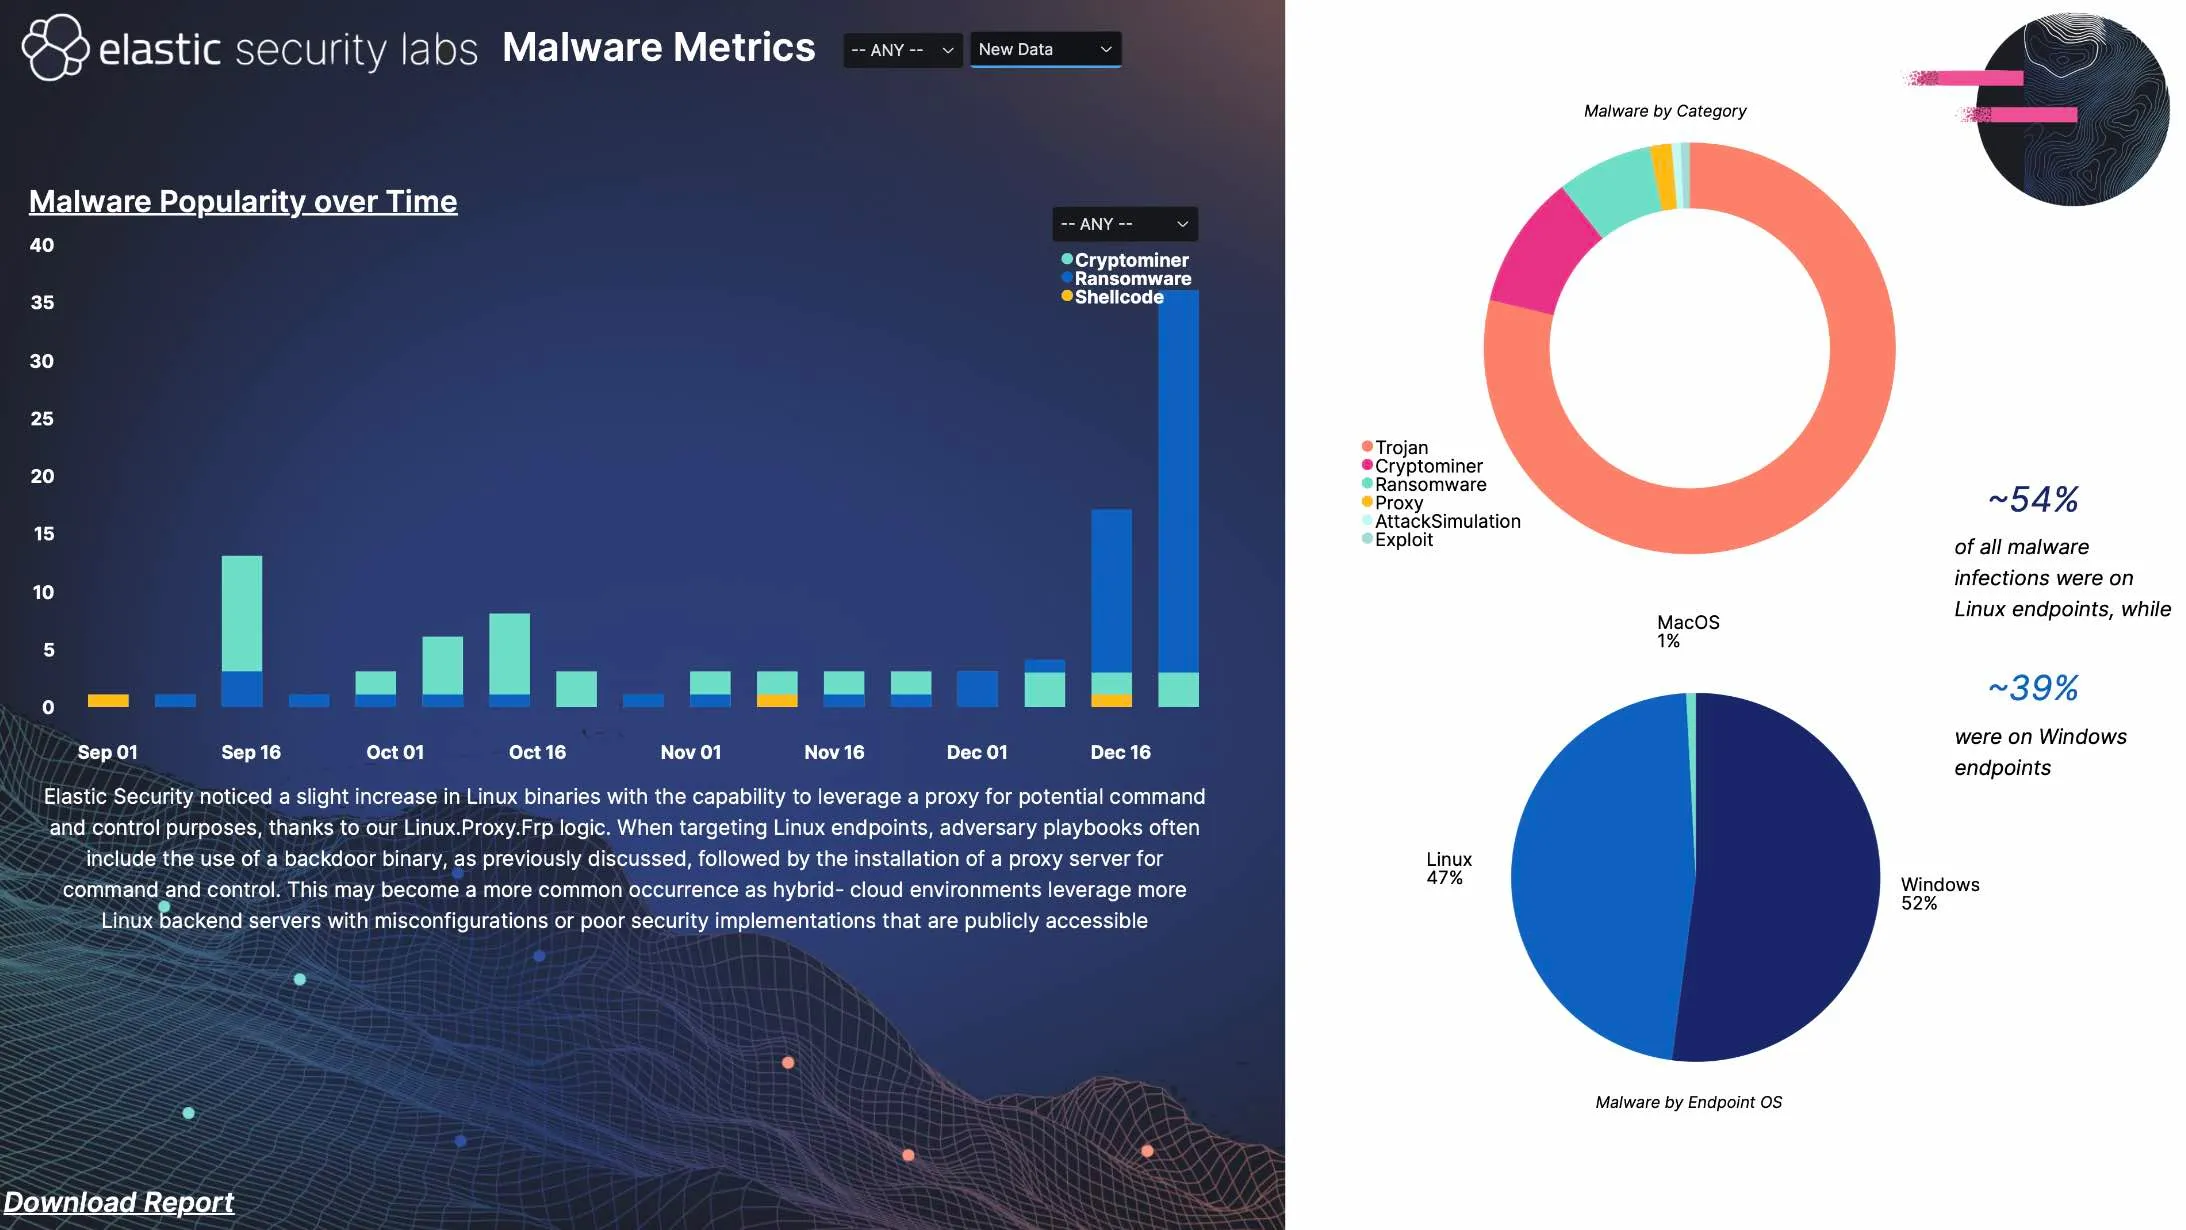 elastic security labs Malware Metrics
-- ANY --
New Data
Malware Popularity over Time
-- ANY --
Cryptominer
Ransomware
Shellcode
40
35
30
25
20
15
10
5
0
Sep 01 Sep 16 Oct 01 Oct 16 Nov 01 Nov 16 Dec 01 Dec 16
Elastic Security noticed a slight increase in Linux binaries with the capability to leverage a proxy for potential command
and control purposes, thanks to our Linux.Proxy.Frp logic. When targeting Linux endpoints, adversary playbooks often
include the use of a backdoor binary, as previously discussed, followed by the installation of a proxy server for
command and control. This may become a more common occurrence as hybrid- cloud environments leverage more
Linux backend servers with misconfigurations or poor security implementations that are publicly accessible
Download Report
Malware by Category
Trojan
Cryptominer
Ransomware
Proxy
AttackSimulation
Exploit
~54%
of all malware
infections were on
Linux endpoints, while
~39%
were on Windows
endpoints
MacOS
1%
Linux
47%
Windows
52%
Malware by Endpoint OS